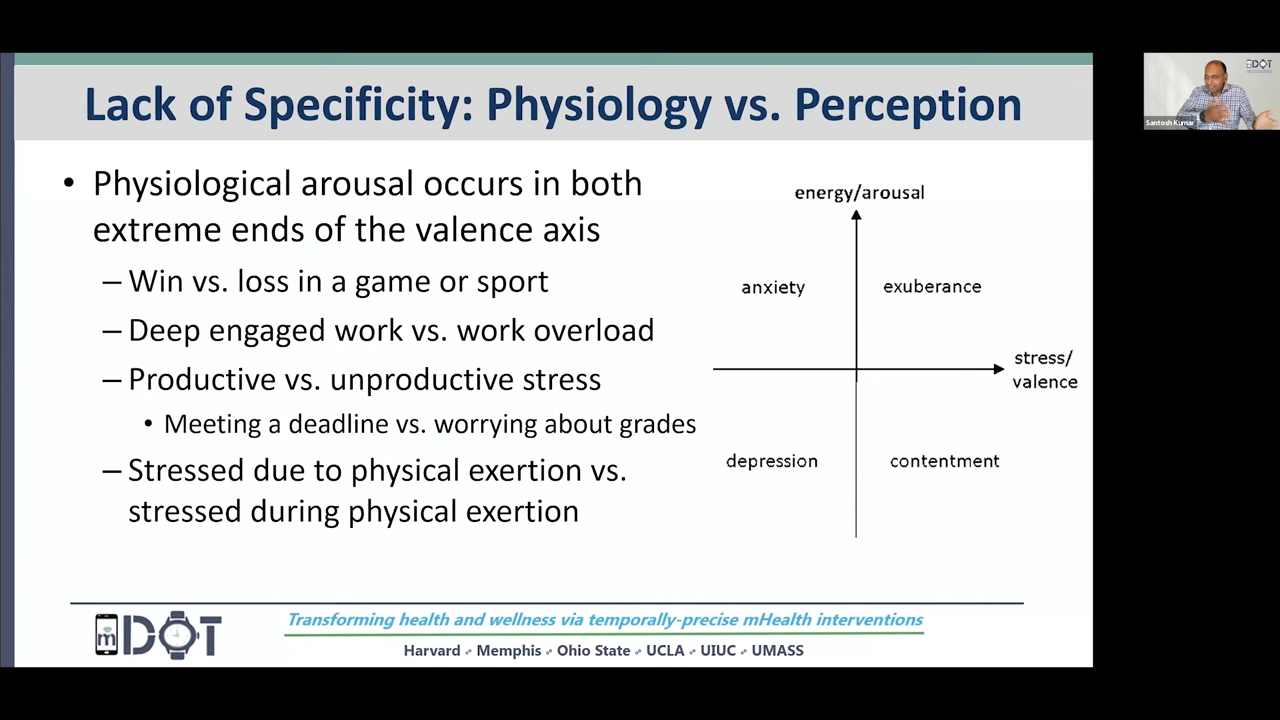 Lack of Specificity: Physiology vs. Perception
• Physiological arousal occurs in both
extreme ends of the valence axis
– Win vs. loss in a game or sport
– Deep engaged work vs. work overload
– Productive vs. unproductive stress
• Meeting a deadline vs. worrying about grades
– Stressed due to physical exertion vs.
stressed during physical exertion
energy/arousal
anxiety
exuberance
stress/
valence
depression
contentment
mDOT
Transforming health and wellness via temporally-precise mHealth interventions
Harvard Memphis Ohio State UCLA UIUC UMASS
mDOT
Santosh Kumar